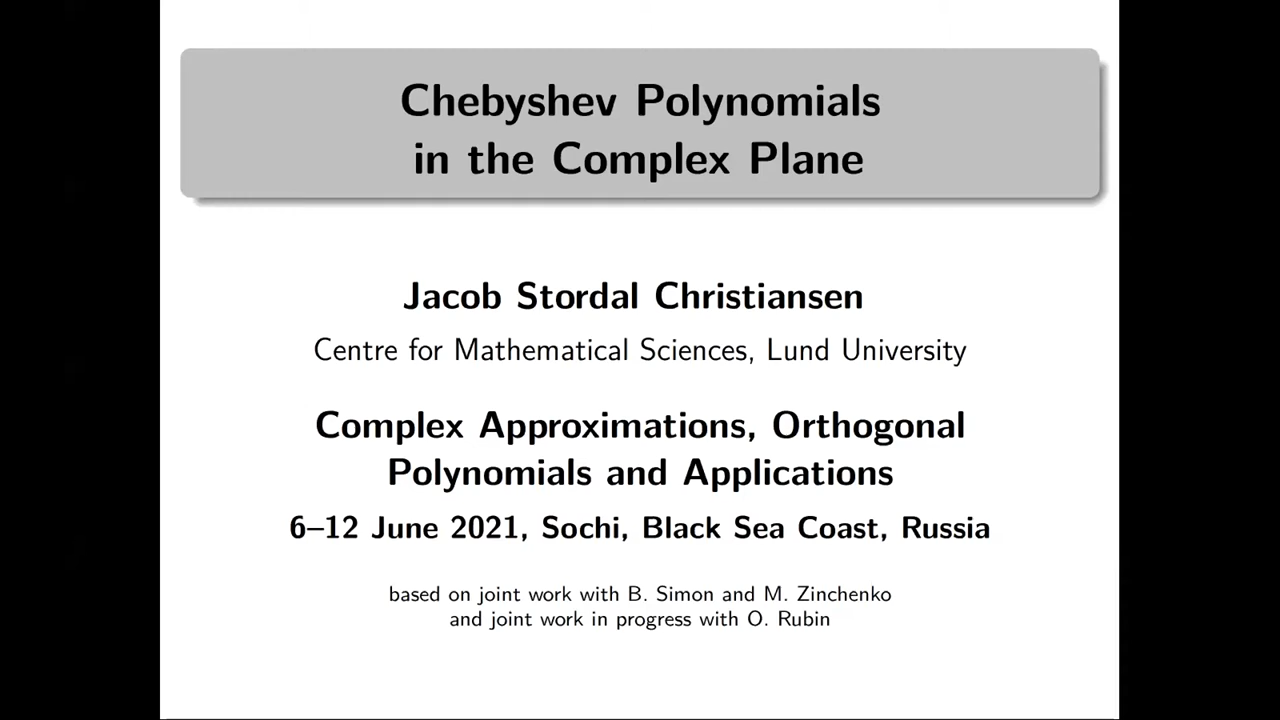 Chebyshev Polynomials
in the Complex Plane
Jacob Stordal Christiansen
Centre for Mathematical Sciences, Lund University
Complex Approximations, Orthogonal
Polynomials and Applications
6–12 June 2021, Sochi, Black Sea Coast, Russia
based on joint work with B. Simon and M. Zinchenko
and joint work in progress with O. Rubin